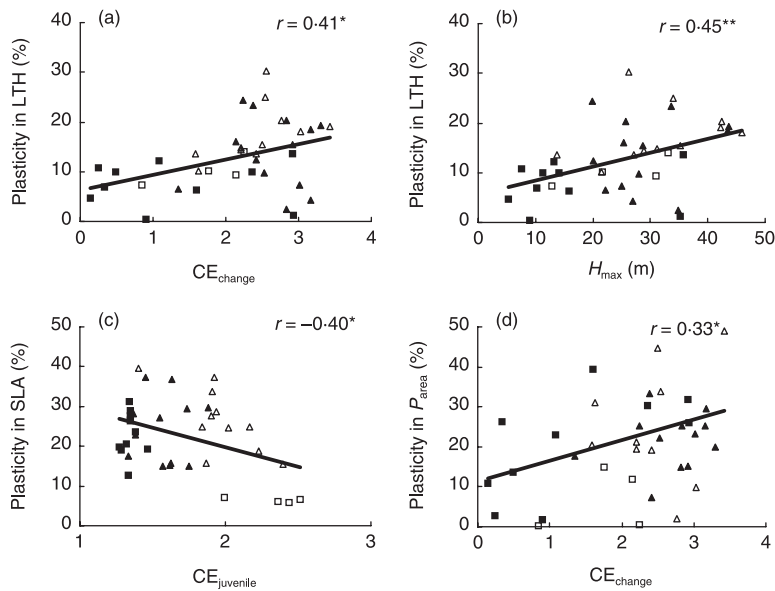 (a)
r = 0·41*
Plasticity in LTH (%)
40
30
20
10
0
0 1 2 3 4
CEchange
(b)
r = 0·45**
Plasticity in LTH (%)
40
30
20
10
0
0 10 20 30 40 50
Hmax (m)
(c)
r = –0·40*
Plasticity in SLA (%)
50
40
30
20
10
0
1 2 3
CEjuvenile
(d)
r = 0·33*
Plasticity in Parea (%)
50
40
30
20
10
0
0 1 2 3 4
CEchange